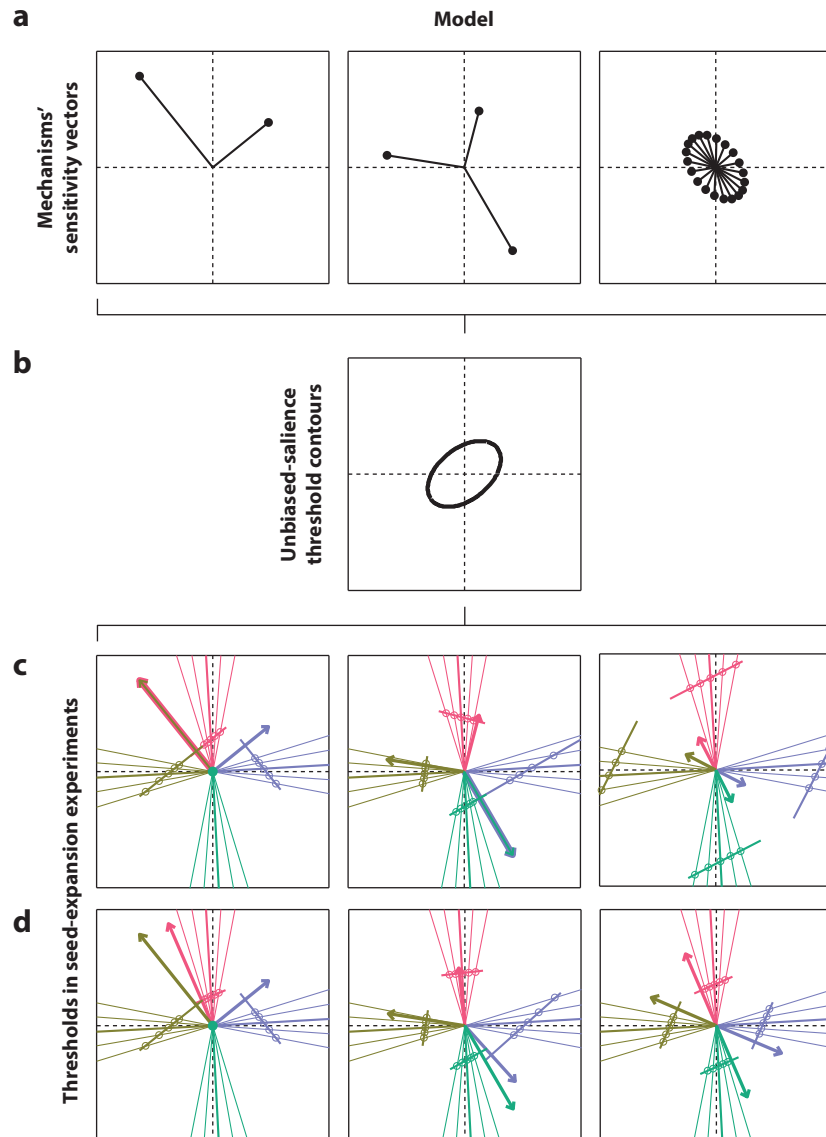 a
Model
Mechanisms'
sensitivity vectors
b
Unbiased-salience
threshold contours
c
d
Thresholds in seed-expansion experiments